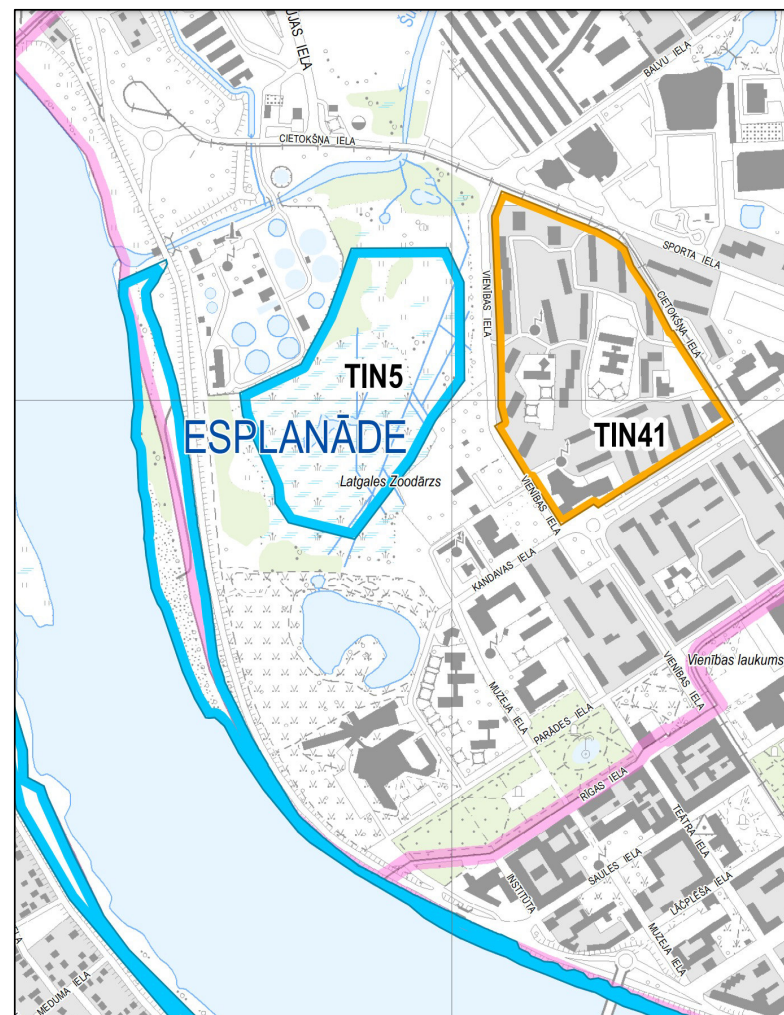 UJAS IELA
BALVU IELA
CIETOKŠŅA IELA
SPORTA IELA
VIENĪBAS IELA
CIETOKŠŅA IELA
TIN5
ESPLANĀDE
TIN41
Latgales Zoodārzs
VIENĪBAS IELA
KANDAVAS IELA
Vienības laukums
VIENĪBAS IELA
MUZEJA IELA
PARĀDES IELA
RĪGAS IELA
TEĀTRA IELA
SAULES IELA
INSTITŪTA
LĀČPLĒŠA IELA
MUZEJA IELA
MEDUMA IELA